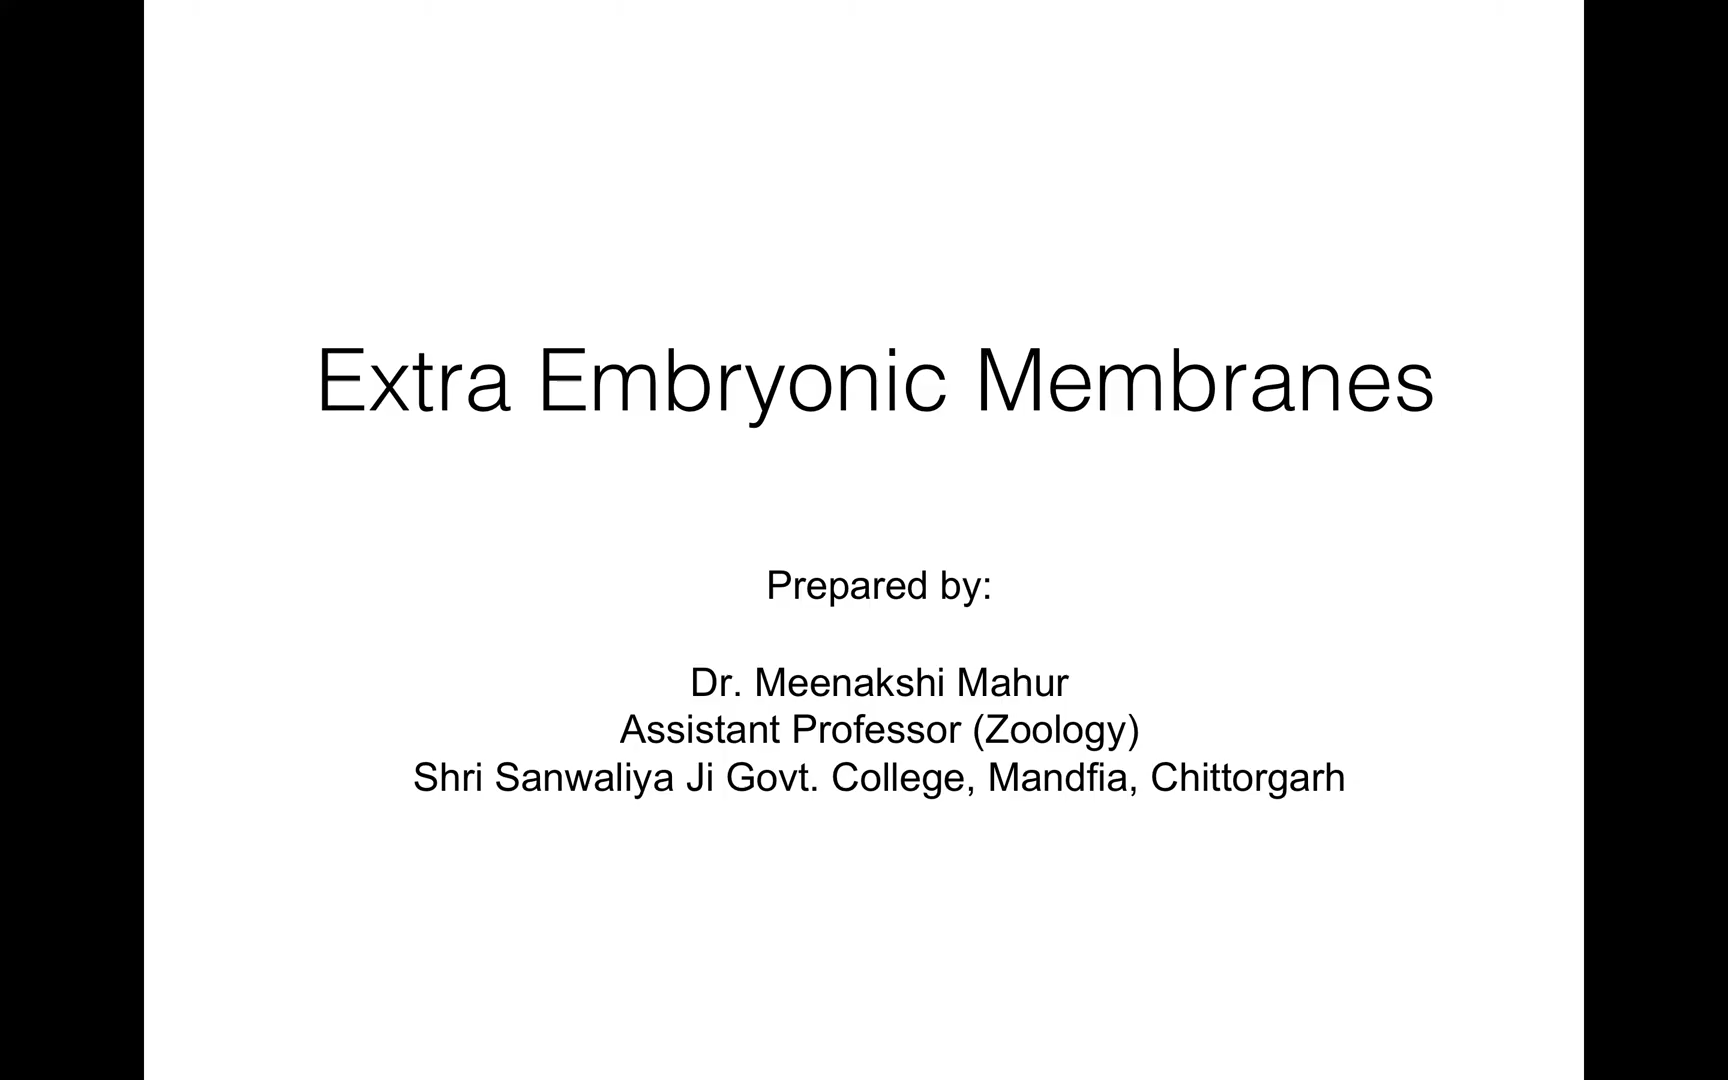 Extra Embryonic Membranes
Prepared by:
Dr. Meenakshi Mahur
Assistant Professor (Zoology)
Shri Sanwaliya Ji Govt. College, Mandfia, Chittorgarh